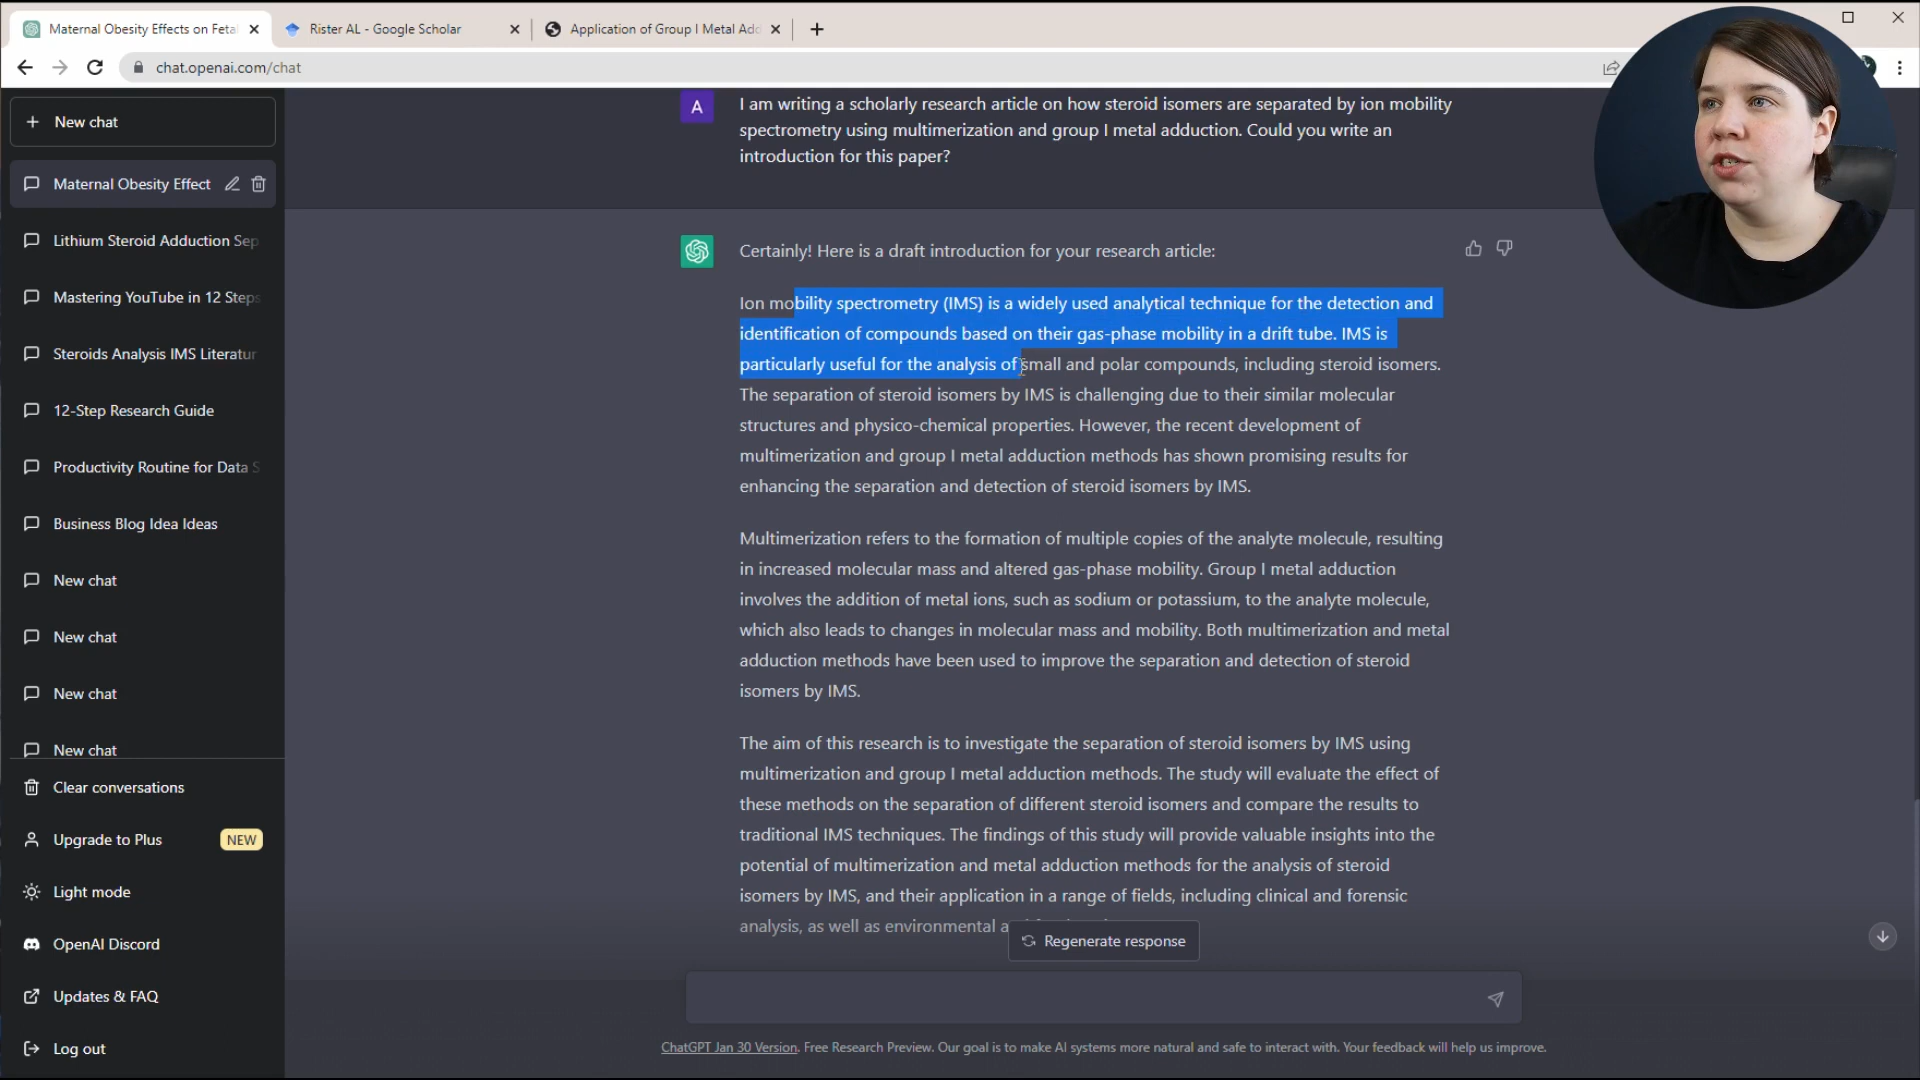 Maternal Obesity Effects on Feta
Rister AL - Google Scholar
Application of Group I Metal Add
chat.openai.com/chat
New chat
Maternal Obesity Effect
Lithium Steroid Adduction Sep
Mastering YouTube in 12 Steps
Steroids Analysis IMS Literatur
12-Step Research Guide
Productivity Routine for Data S
Business Blog Idea Ideas
New chat
New chat
New chat
New chat
Clear conversations
Upgrade to Plus NEW
Light mode
OpenAI Discord
Updates & FAQ
Log out
A
I am writing a scholarly research article on how steroid isomers are separated by ion mobility
spectrometry using multimerization and group I metal adduction. Could you write an
introduction for this paper?
Certainly! Here is a draft introduction for your research article:
Ion mobility spectrometry (IMS) is a widely used analytical technique for the detection and
identification of compounds based on their gas-phase mobility in a drift tube. IMS is
particularly useful for the analysis of small and polar compounds, including steroid isomers.
The separation of steroid isomers by IMS is challenging due to their similar molecular
structures and physico-chemical properties. However, the recent development of
multimerization and group I metal adduction methods has shown promising results for
enhancing the separation and detection of steroid isomers by IMS.
Multimerization refers to the formation of multiple copies of the analyte molecule, resulting
in increased molecular mass and altered gas-phase mobility. Group I metal adduction
involves the addition of metal ions, such as sodium or potassium, to the analyte molecule,
which also leads to changes in molecular mass and mobility. Both multimerization and metal
adduction methods have been used to improve the separation and detection of steroid
isomers by IMS.
The aim of this research is to investigate the separation of steroid isomers by IMS using
multimerization and group I metal adduction methods. The study will evaluate the effect of
these methods on the separation of different steroid isomers and compare the results to
traditional IMS techniques. The findings of this study will provide valuable insights into the
potential of multimerization and metal adduction methods for the analysis of steroid
isomers by IMS, and their application in a range of fields, including clinical and forensic
analysis, as well as environmental
Regenerate response
ChatGPT Jan 30 Version. Free Research Preview. Our goal is to make AI systems more natural and safe to interact with. Your feedback will help us improve.